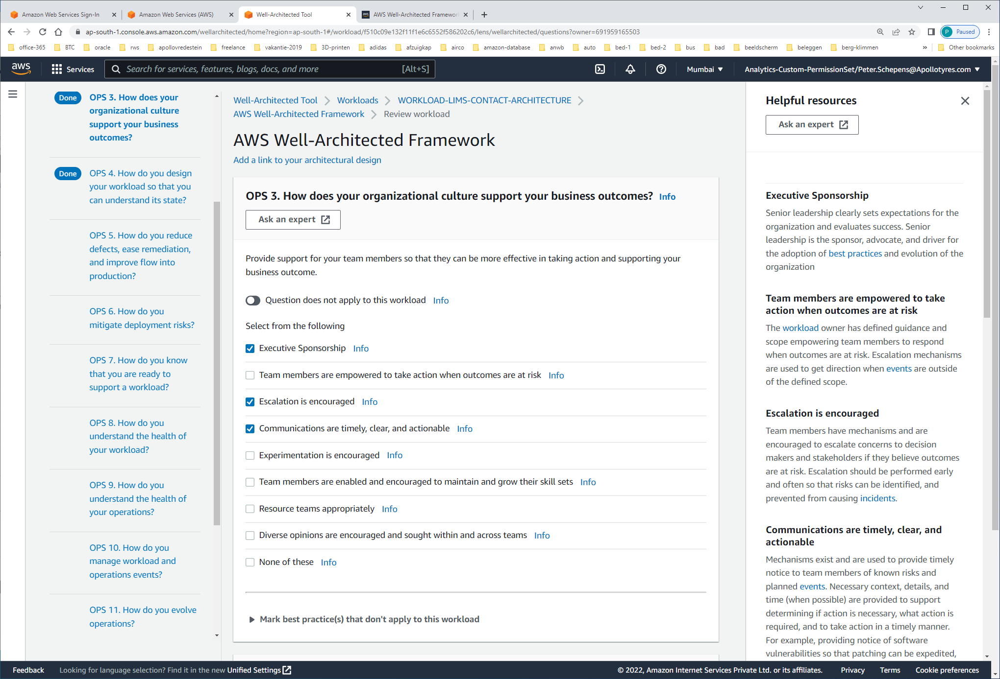 Amazon Web Services Sign-In
Amazon Web Services (AWS)
Well-Architected Tool
AWS Well-Architected Framewor
ap-south-1.console.aws.amazon.com/wellarchitected/home?region=ap-south-1#/workload/f510c09e132f11f1e6c6552f586202c6/lens/wellarchitected/questions?owner=691959165503
P Paused
office-365 BTC oracle rws apollovredestein freelance vakantie-2019 3D-printen adidas afzuigkap airco amazon-database anwb auto bed-1 bed-2 bus bad beeldscherm beleggen berg-klimmen » Other bookmarks
aws Services Search for services, features, blogs, docs, and more [Alt+S] Mumbai Analytics-Custom-PermissionSet/Peter.Schepens@Apollotyres.com
Done OPS 3. How does your
organizational culture
support your business
outcomes?
Done OPS 4. How do you design
your workload so that you
can understand its state?
OPS 5. How do you reduce
defects, ease remediation,
and improve flow into
production?
OPS 6. How do you
mitigate deployment risks?
OPS 7. How do you know
that you are ready to
support a workload?
OPS 8. How do you
understand the health of
your workload?
OPS 9. How do you
understand the health of
your operations?
OPS 10. How do you
manage workload and
operations events?
OPS 11. How do you evolve
operations?
Well-Architected Tool Workloads WORKLOAD-LIMS-CONTACT-ARCHITECTURE
AWS Well-Architected Framework Review workload
AWS Well-Architected Framework
Add a link to your architectural design
OPS 3. How does your organizational culture support your business outcomes? Info
Ask an expert
Provide support for your team members so that they can be more effective in taking action and supporting your
business outcome.
Question does not apply to this workload Info
Select from the following
Executive Sponsorship Info
Team members are empowered to take action when outcomes are at risk Info
Escalation is encouraged Info
Communications are timely, clear, and actionable Info
Experimentation is encouraged Info
Team members are enabled and encouraged to maintain and grow their skill sets Info
Resource teams appropriately Info
Diverse opinions are encouraged and sought within and across teams Info
None of these Info
Mark best practice(s) that don't apply to this workload
Helpful resources
Ask an expert
Executive Sponsorship
Senior leadership clearly sets expectations for the
organization and evaluates success. Senior
leadership is the sponsor, advocate, and driver for
the adoption of best practices and evolution of the
organization
Team members are empowered to take
action when outcomes are at risk
The workload owner has defined guidance and
scope empowering team members to respond
when outcomes are at risk. Escalation mechanisms
are used to get direction when events are outside
of the defined scope.
Escalation is encouraged
Team members have mechanisms and are
encouraged to escalate concerns to decision
makers and stakeholders if they believe outcomes
are at risk. Escalation should be performed early
and often so that risks can be identified, and
prevented from causing incidents.
Communications are timely, clear, and
actionable
Mechanisms exist and are used to provide timely
notice to team members of known risks and
planned events. Necessary context, details, and
time (when possible) are provided to support
determining if action is necessary, what action is
required, and to take action in a timely manner.
For example, providing notice of software
vulnerabilities so that patching can be expedited,
Feedback Looking for language selection? Find it in the new Unified Settings © 2022, Amazon Internet Services Private Ltd. or its affiliates. Privacy Terms Cookie preferences